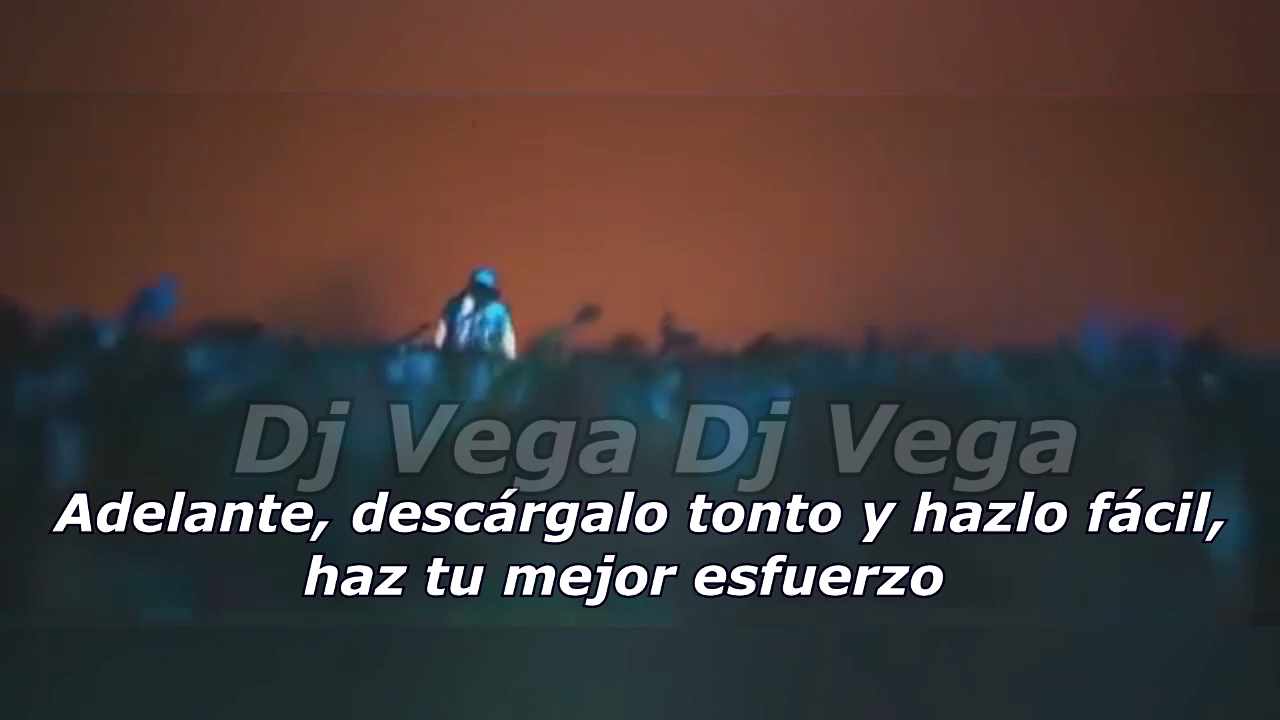 Dj Vega Dj Vega
Adelante, descárgalo tonto y hazlo fácil,
haz tu mejor esfuerzo